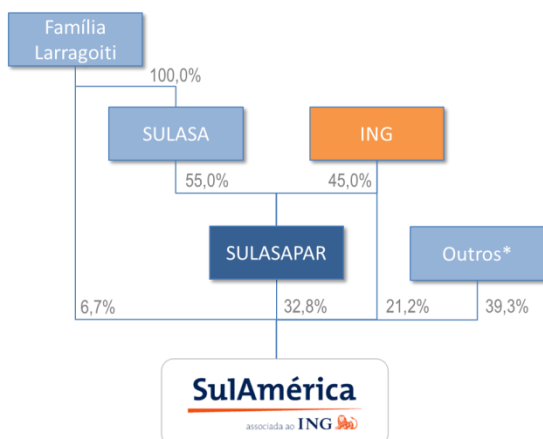 Família
Larragoiti
100,0%
SULASA
ING
55,0%
45,0%
SULASAPAR
Outros*
6,7%
32,8%
21,2%
39,3%
SulAmérica
associada ao ING